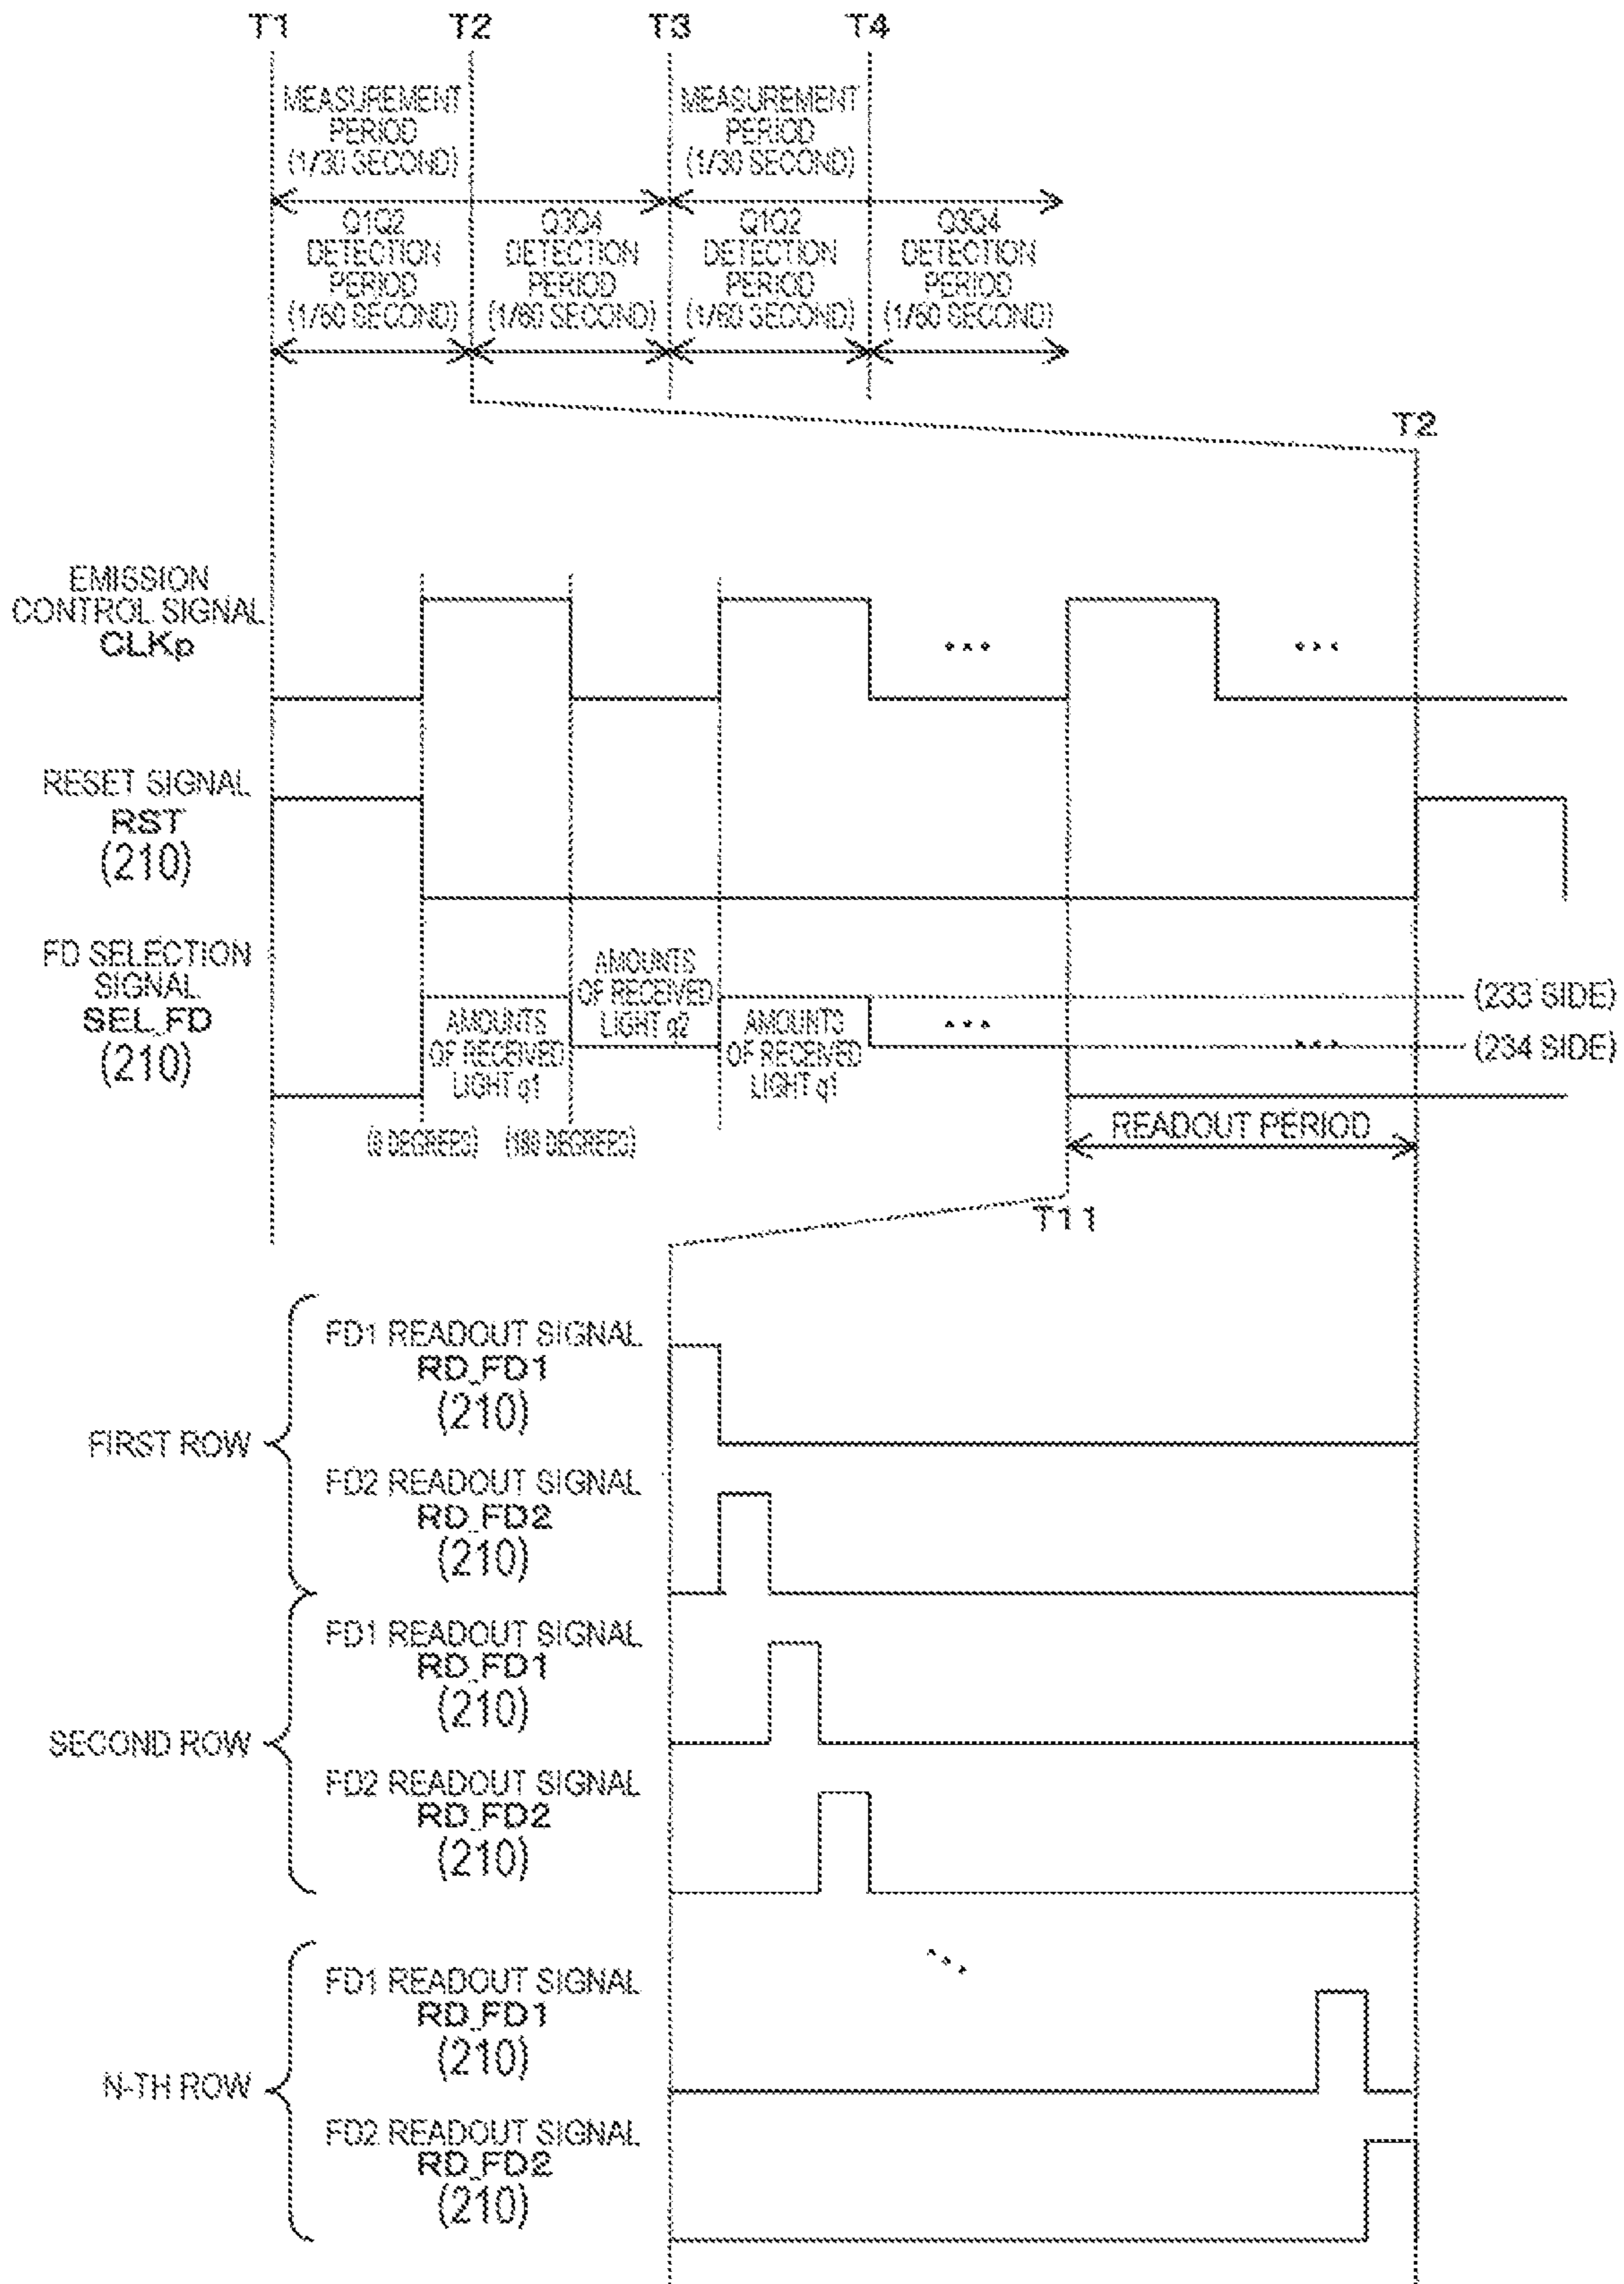 T1 T2 T3 T4
MEASUREMENT
PERIOD
(1/30 SECOND)
MEASUREMENT
PERIOD
(1/30 SECOND)
Q1Q2
DETECTION
PERIOD
(1/60 SECOND)
Q3Q4
DETECTION
PERIOD
(1/60 SECOND)
Q1Q2
DETECTION
PERIOD
(1/60 SECOND)
Q3Q4
DETECTION
PERIOD
(1/60 SECOND)
T2
EMISSION
CONTROL SIGNAL
CLKp
RESET SIGNAL
RST
(210)
FD SELECTION
SIGNAL
SEL_FD
(210)
AMOUNTS
OF RECEIVED
LIGHT q1
AMOUNTS
OF RECEIVED
LIGHT q2
AMOUNTS
OF RECEIVED
LIGHT q1
(233 SIDE)
(234 SIDE)
(0 DEGREES) (180 DEGREES)
READOUT PERIOD
T11
FIRST ROW
FD1 READOUT SIGNAL
RD_FD1
(210)
FD2 READOUT SIGNAL
RD_FD2
(210)
SECOND ROW
FD1 READOUT SIGNAL
RD_FD1
(210)
FD2 READOUT SIGNAL
RD_FD2
(210)
N-TH ROW
FD1 READOUT SIGNAL
RD_FD1
(210)
FD2 READOUT SIGNAL
RD_FD2
(210)